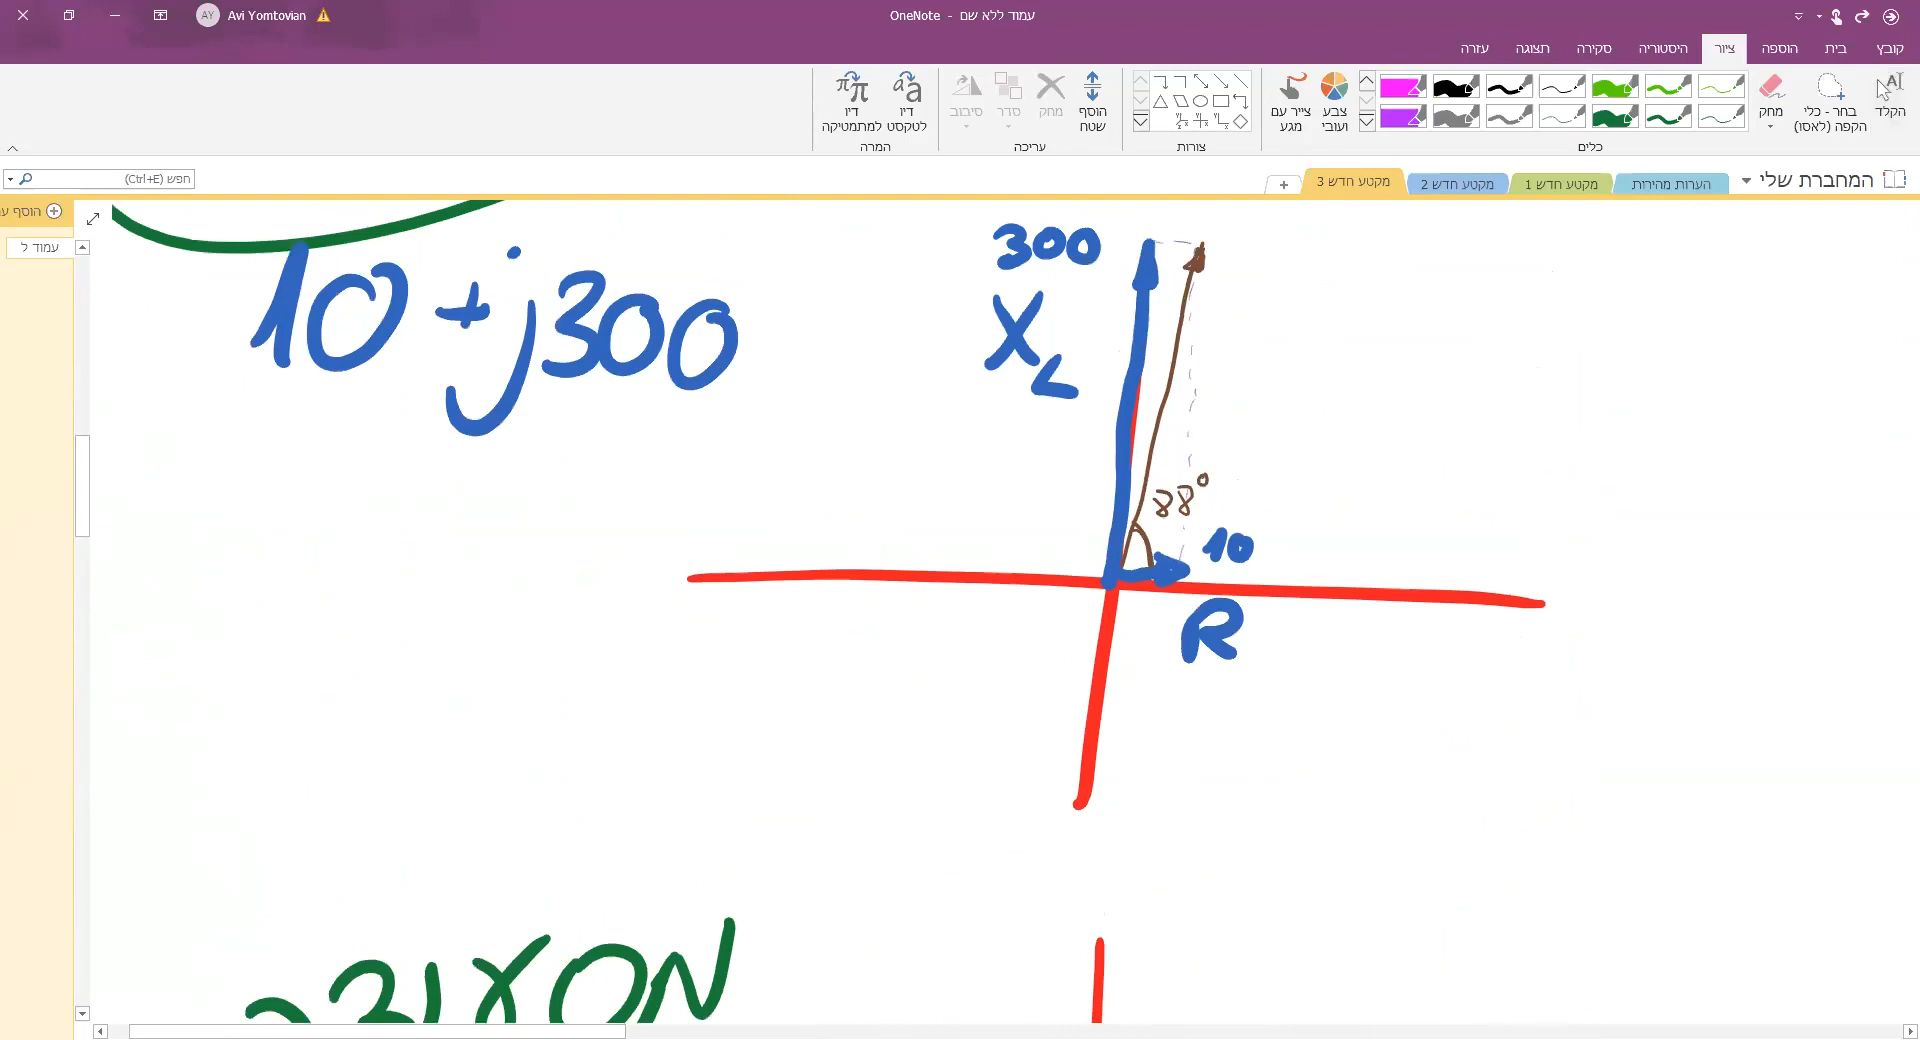 Avi Yomtovian
עמוד ללא שם - OneNote
קובץ בית הוספה ציור היסטוריה סקירה תצוגה עזרה
הקלד
בחר - כלי הקפה (לאסו)
מחק
כלים
צבע ועובי
צייר עם מגע
צורות
הוסף שטח
מחק
סדר
סיבוב
עריכה
דיו לטקסט
דיו למתמטיקה
המרה
המחברת שלי
הערות מהירות
מקטע חדש 1
מקטע חדש 2
מקטע חדש 3
חפש (Ctrl+E)
הוסף
עמוד ל
10+j300
300
XL
88°
10
R